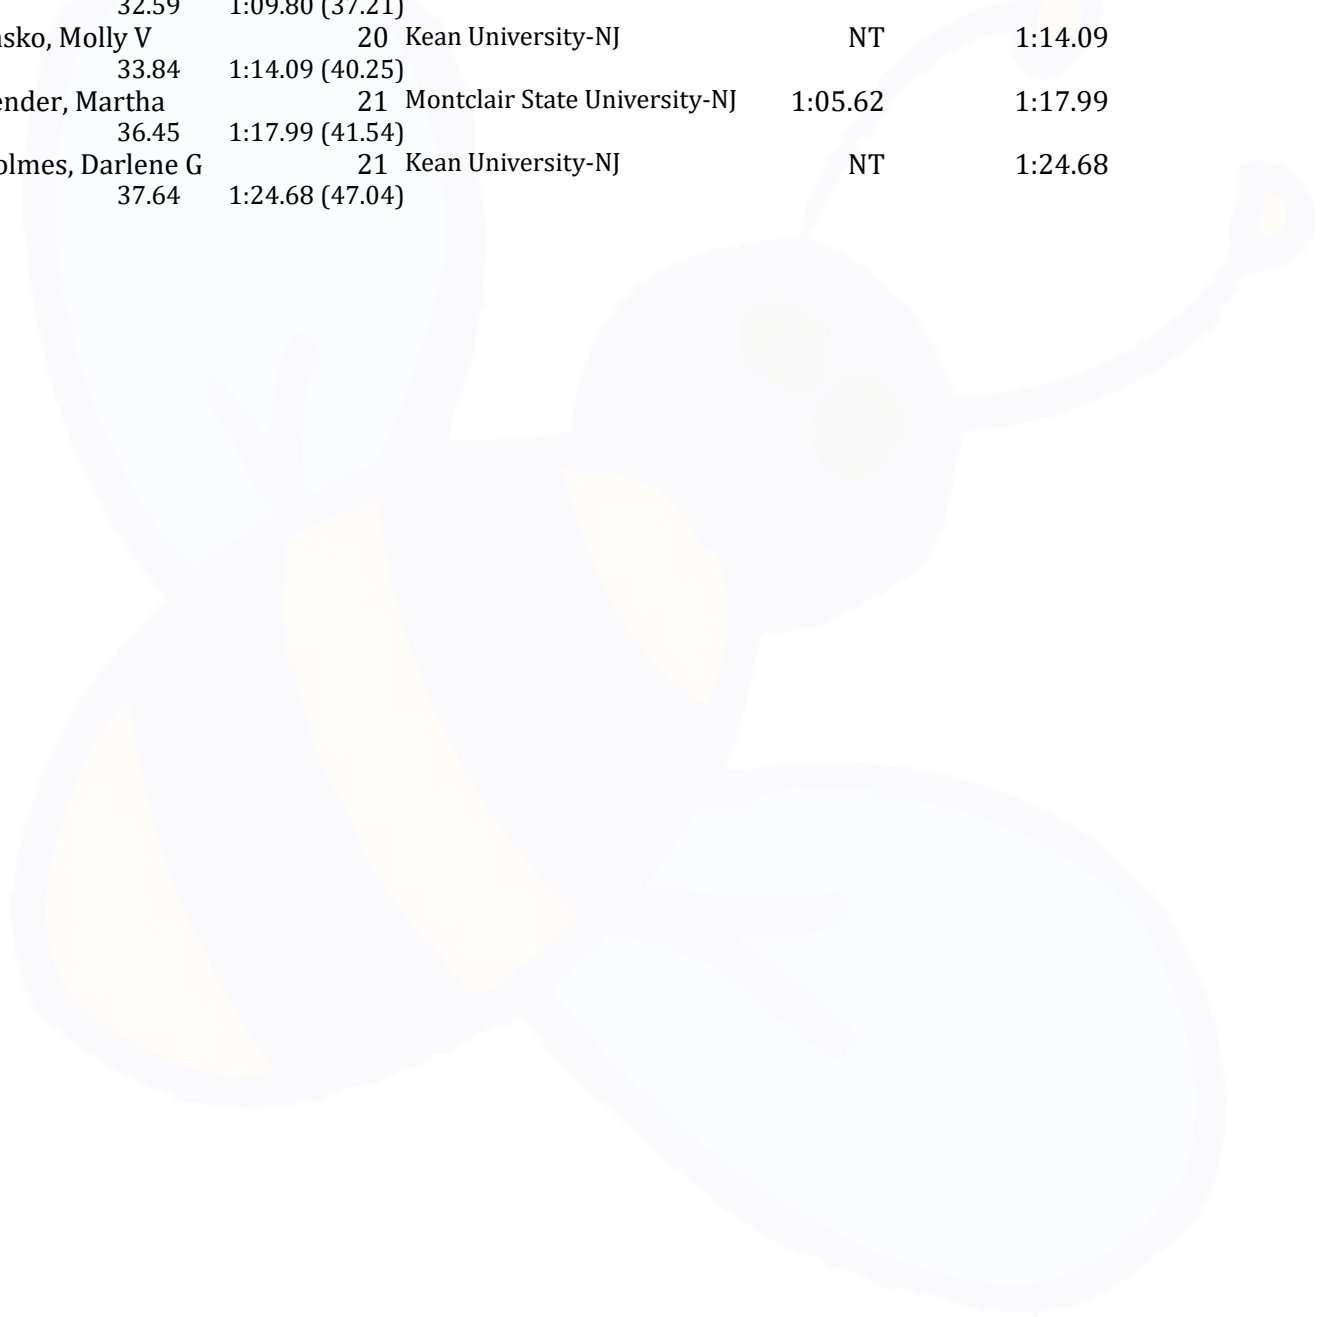 32.59 1:09.80 (37.21)
sko, Molly V 20 Kean University-NJ NT 1:14.09
33.84 1:14.09 (40.25)
ender, Martha 21 Montclair State University-NJ 1:05.62 1:17.99
36.45 1:17.99 (41.54)
olmes, Darlene G 21 Kean University-NJ NT 1:24.68
37.64 1:24.68 (47.04)